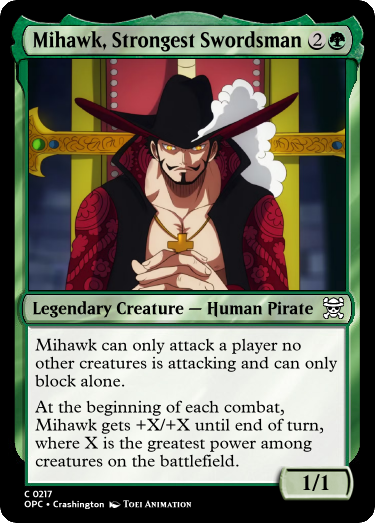 Mihawk, Strongest Swordsman 2
Legendary Creature — Human Pirate
Mihawk can only attack a player no
other creatures is attacking and can only
block alone.
At the beginning of each combat,
Mihawk gets +X/+X until end of turn,
where X is the greatest power among
creatures on the battlefield.
1/1
C 0217
OPC • Crashington Toei Animation